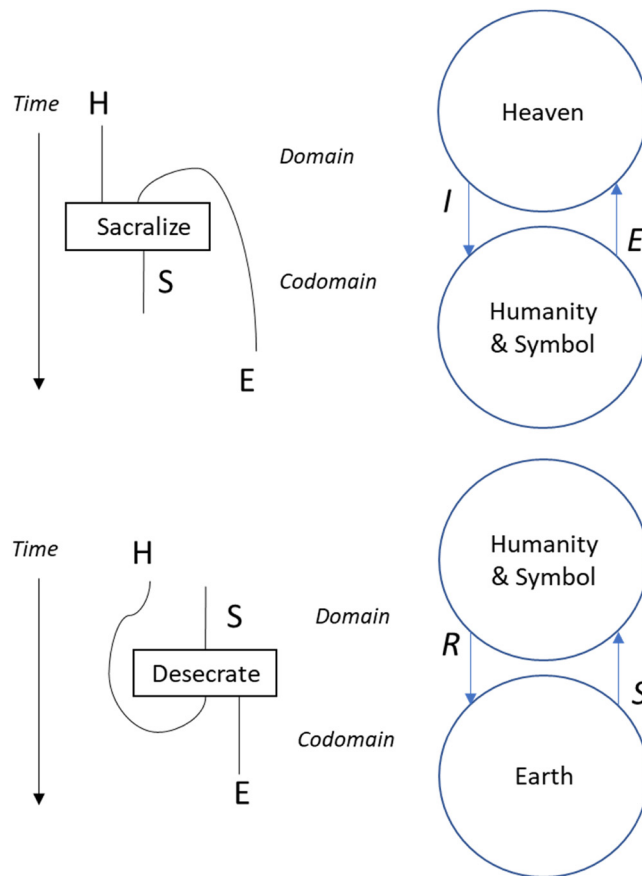 Time
H
Domain
Sacralize
S
Codomain
E
Heaven
I
E
Humanity
& Symbol
Time
H
S
Domain
Desecrate
Codomain
E
Humanity
& Symbol
R
S
Earth